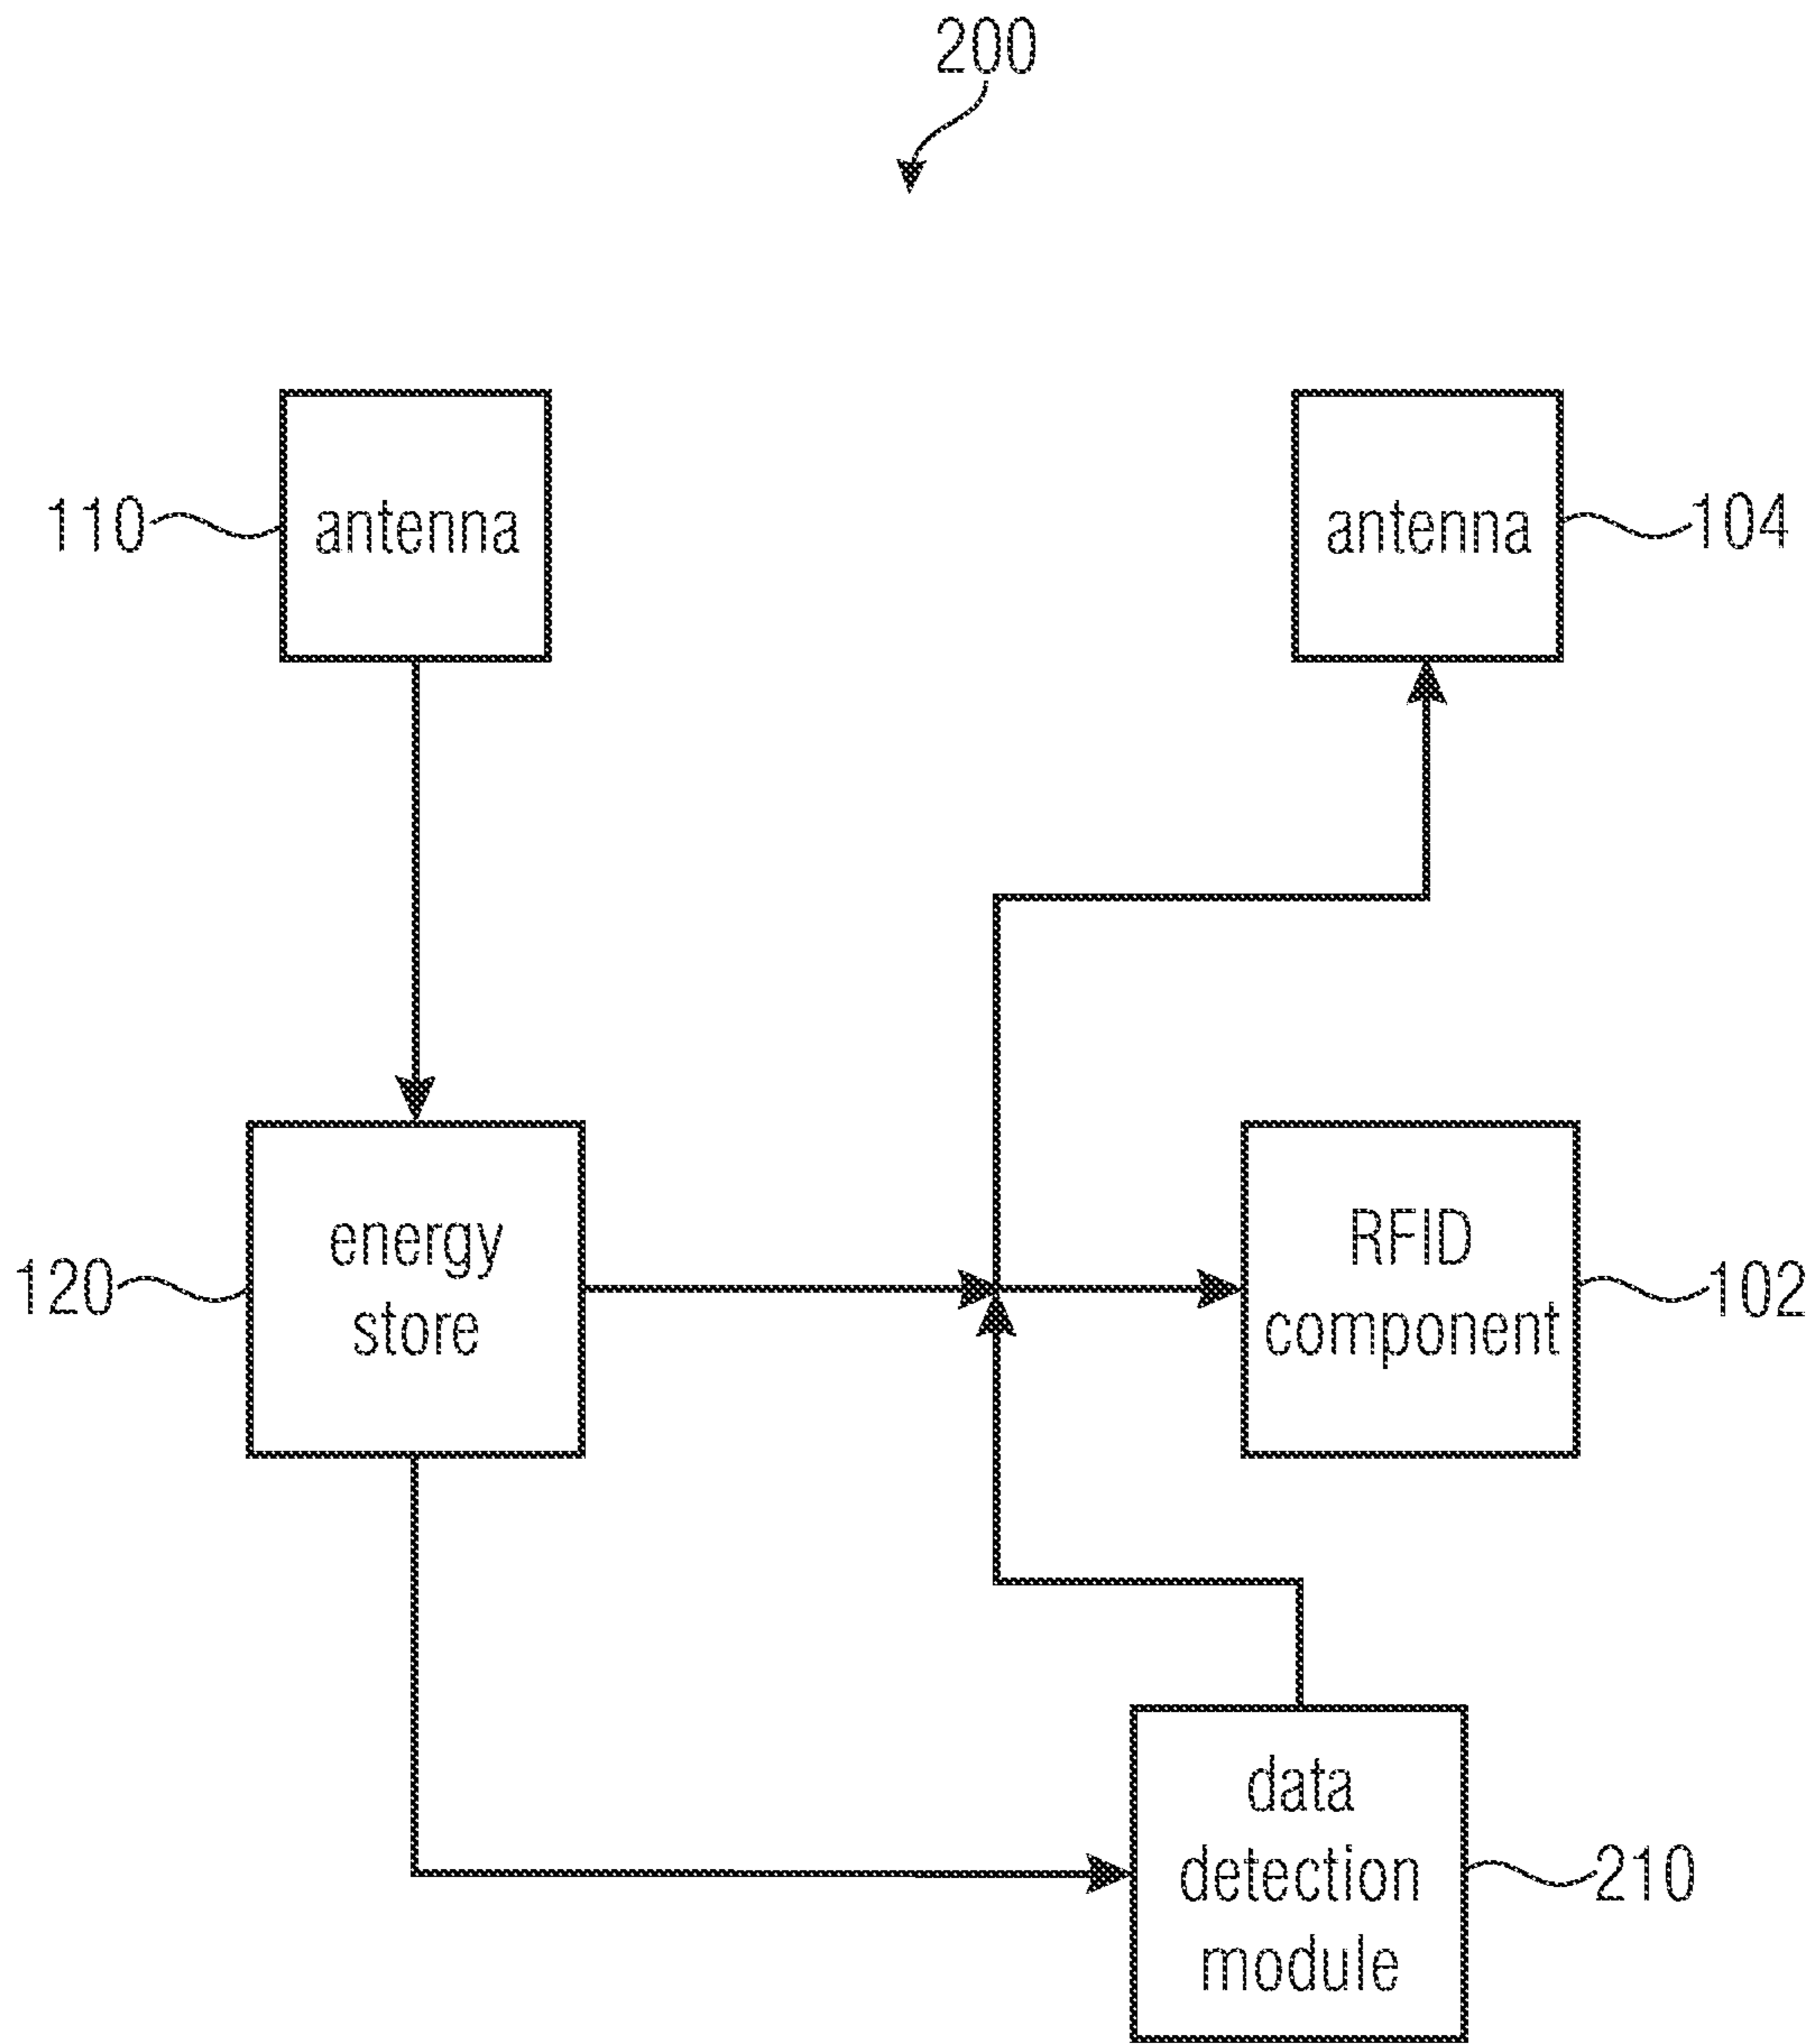 200
110
antenna
antenna
104
120
energy
store
RFID
component
102
data
detection
module
210